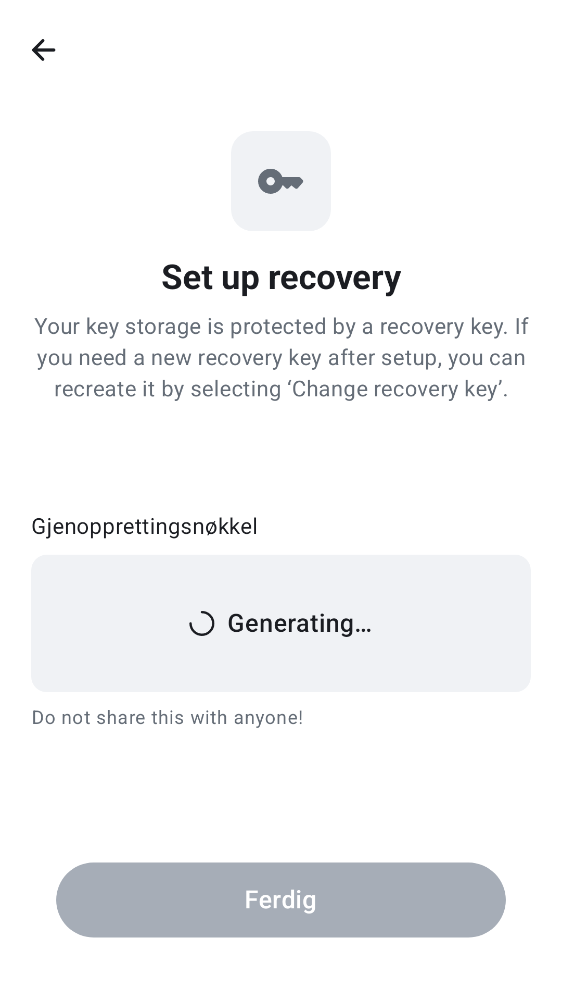 Set up recovery
Your key storage is protected by a recovery key. If
you need a new recovery key after setup, you can
recreate it by selecting ‘Change recovery key’.
Gjenopprettingsnøkkel
Generating…
Do not share this with anyone!
Ferdig